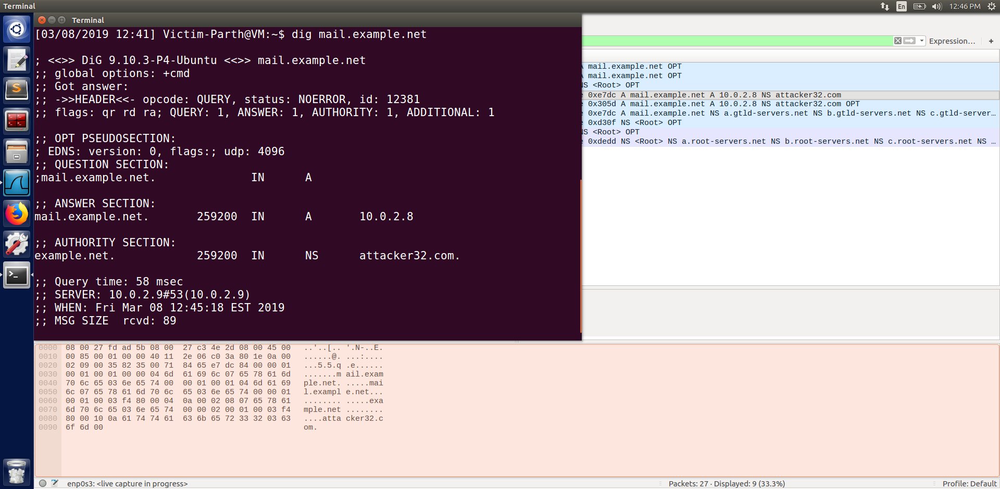 Terminal
En
12:46 PM
Terminal
[03/08/2019 12:41] Victim-Parth@VM:~$ dig mail.example.net
; <<>> DiG 9.10.3-P4-Ubuntu <<>> mail.example.net
;; global options: +cmd
;; Got answer:
;; ->>HEADER<<- opcode: QUERY, status: NOERROR, id: 12381
;; flags: qr rd ra; QUERY: 1, ANSWER: 1, AUTHORITY: 1, ADDITIONAL: 1
;; OPT PSEUDOSECTION:
; EDNS: version: 0, flags:; udp: 4096
;; QUESTION SECTION:
;mail.example.net. IN A
;; ANSWER SECTION:
mail.example.net. 259200 IN A 10.0.2.8
;; AUTHORITY SECTION:
example.net. 259200 IN NS attacker32.com.
;; Query time: 58 msec
;; SERVER: 10.0.2.9#53(10.0.2.9)
;; WHEN: Fri Mar 08 12:45:18 EST 2019
;; MSG SIZE rcvd: 89
Expression… +
A mail.example.net OPT
A mail.example.net OPT
NS <Root> OPT
e 0xe7dc A mail.example.net A 10.0.2.8 NS attacker32.com
e 0x305d A mail.example.net A 10.0.2.8 NS attacker32.com OPT
e 0xe7dc A mail.example.net NS a.gtld-servers.net NS b.gtld-servers.net NS c.gtld-server…
e 0xd30f NS <Root> OPT
NS <Root> OPT
e 0xdedd NS <Root> NS a.root-servers.net NS b.root-servers.net NS c.root-servers.net NS …
0000 08 00 27 fd ad 5b 08 00 27 c3 4e 2d 08 00 45 00 ..'..[.. '.N-..E.
0010 00 85 00 01 00 00 40 11 2e 06 c0 3a 80 1e 0a 00 ......@. ...:....
0020 02 09 00 35 82 35 00 71 84 65 e7 dc 84 00 00 01 ...5.5.q .e......
0030 00 01 00 01 00 00 04 6d 61 69 6c 07 65 78 61 6d .......m ail.exam
0040 70 6c 65 03 6e 65 74 00 00 01 00 01 04 6d 61 69 ple.net. .....mai
0050 6c 07 65 78 61 6d 70 6c 65 03 6e 65 74 00 00 01 l.exampl e.net...
0060 00 01 00 03 f4 80 00 04 0a 00 02 08 07 65 78 61 ........ .....exa
0070 6d 70 6c 65 03 6e 65 74 00 00 02 00 01 00 03 f4 mple.net ........
0080 80 00 10 0a 61 74 74 61 63 6b 65 72 33 32 03 63 ....atta cker32.c
0090 6f 6d 00 om.
enp0s3: <live capture in progress>
Packets: 27 · Displayed: 9 (33.3%)
Profile: Default